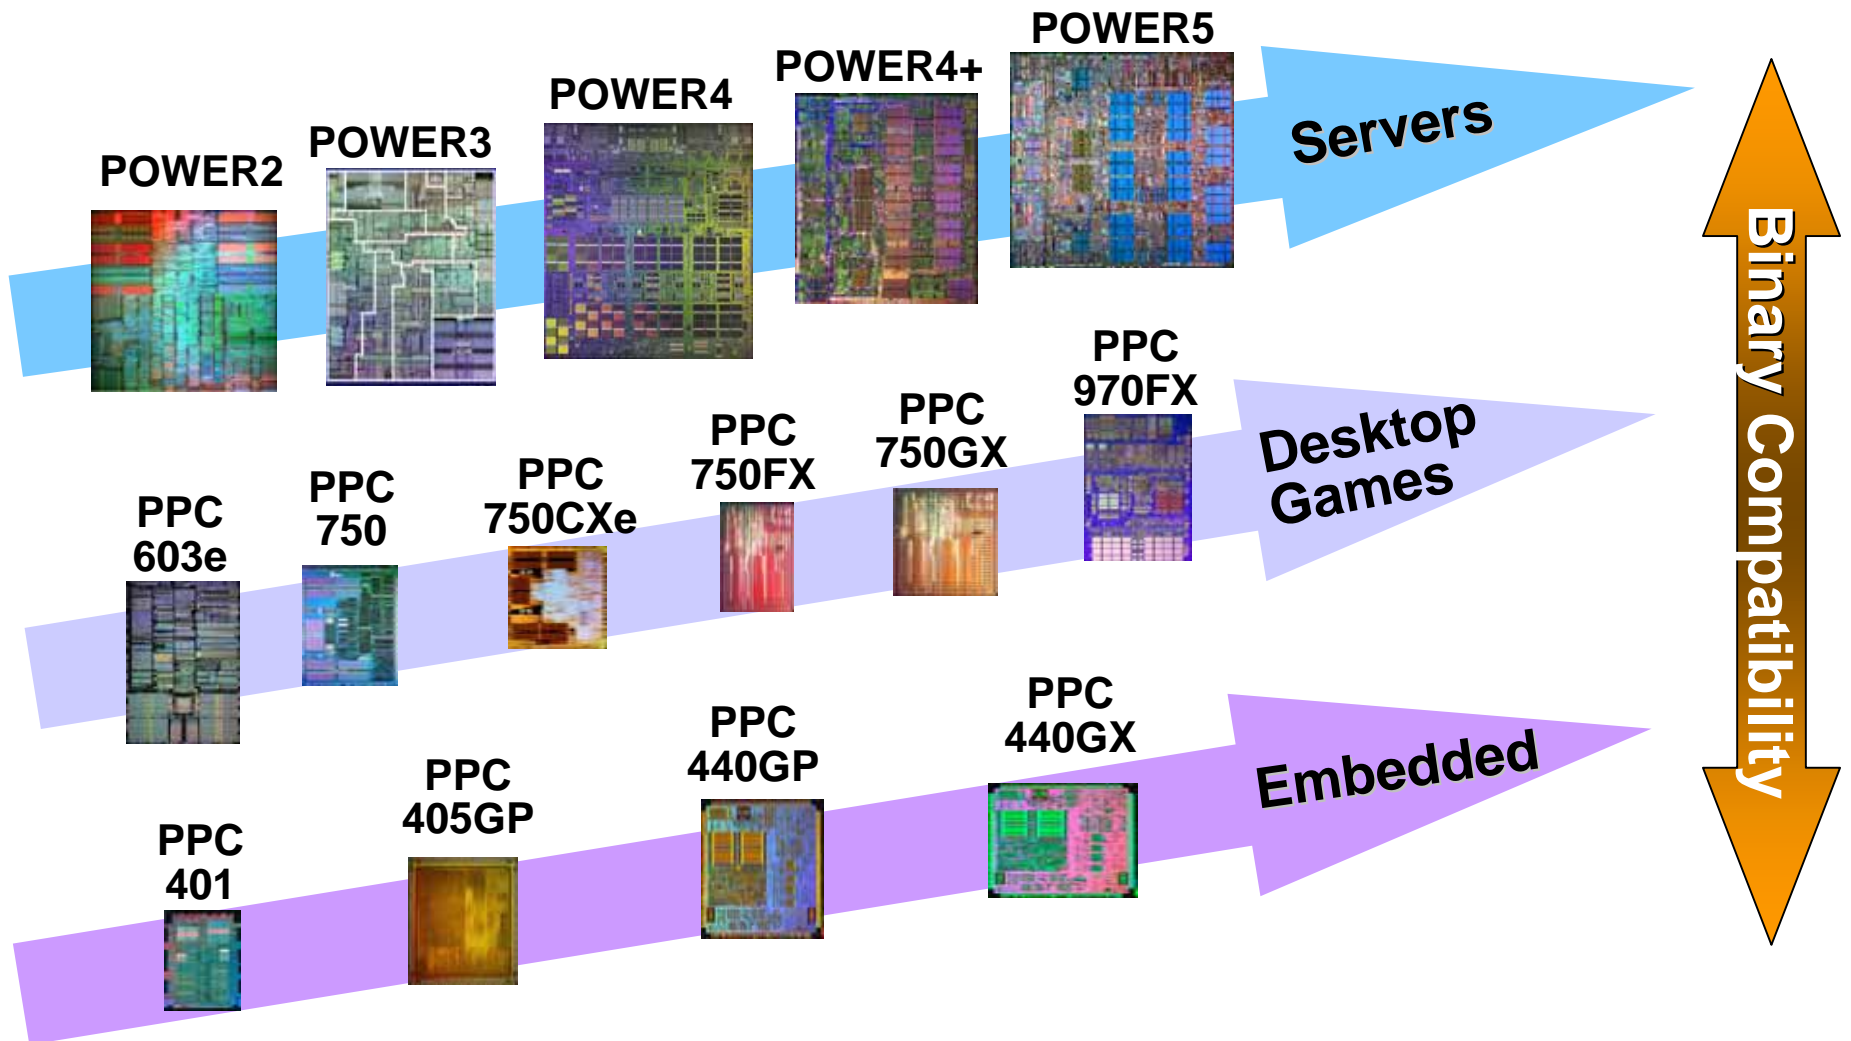 POWER2
POWER3
POWER4
POWER4+
POWER5
Servers
PPC
603e
PPC
750
PPC
750CXe
PPC
750FX
PPC
750GX
PPC
970FX
Desktop
Games
PPC
401
PPC
405GP
PPC
440GP
PPC
440GX
Embedded
Binary Compatibility